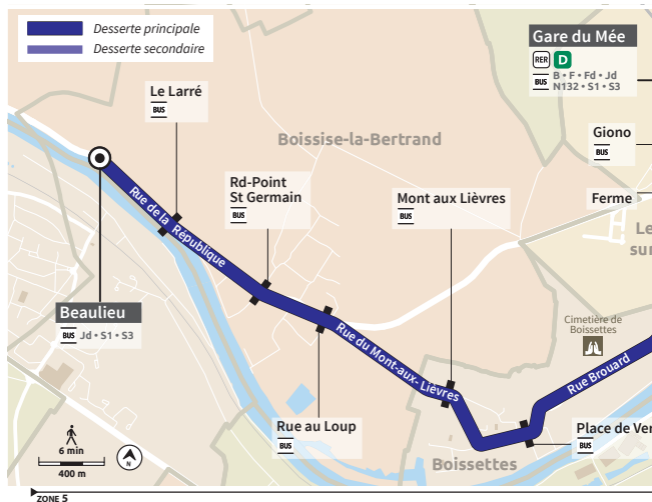 Desserte principale
Desserte secondaire
Gare du Mée
RER D
BUS B • F • Fd • Jd
N132 • S1 • S3
Le Larré
BUS
Boissise-la-Bertrand
Giono
BUS
Rd-Point
St Germain
BUS
Mont aux Lièvres
BUS
Ferme
Le
sur
Rue de la République
Beaulieu
BUS Jd • S1 • S3
Cimetière de
Boissettes
Rue du Mont-aux-Lièvres
Rue Brouard
Rue au Loup
BUS
Place de Ver
BUS
Boissettes
6 min
400 m
N
ZONE 5